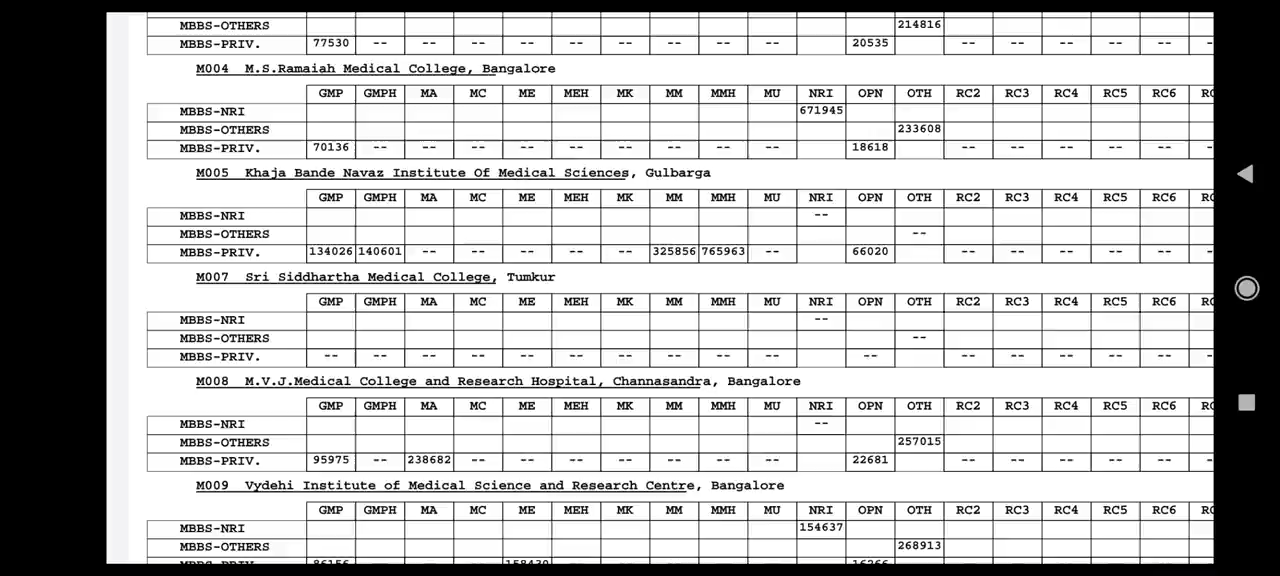 MBBS-OTHERS 214816
MBBS-PRIV. 77530 -- -- -- -- -- -- -- -- -- 20535 -- -- -- -- -- -
M004 M.S.Ramaiah Medical College, Bangalore
GMP GMPH MA MC ME MEH MK MM MMH MU NRI OPN OTH RC2 RC3 RC4 RC5 RC6 RC
MBBS-NRI 671945
MBBS-OTHERS 233608
MBBS-PRIV. 70136 -- -- -- -- -- -- -- -- -- 18618 -- -- -- -- -- -
M005 Khaja Bande Navaz Institute Of Medical Sciences, Gulbarga
GMP GMPH MA MC ME MEH MK MM MMH MU NRI OPN OTH RC2 RC3 RC4 RC5 RC6 RC
MBBS-NRI --
MBBS-OTHERS --
MBBS-PRIV. 134026 140601 -- -- -- -- -- 325856 765963 -- 66020 -- -- -- -- -- -
M007 Sri Siddhartha Medical College, Tumkur
GMP GMPH MA MC ME MEH MK MM MMH MU NRI OPN OTH RC2 RC3 RC4 RC5 RC6 RC
MBBS-NRI --
MBBS-OTHERS --
MBBS-PRIV. -- -- -- -- -- -- -- -- -- -- -- -- -- -- -- -- -
M008 M.V.J.Medical College and Research Hospital, Channasandra, Bangalore
GMP GMPH MA MC ME MEH MK MM MMH MU NRI OPN OTH RC2 RC3 RC4 RC5 RC6 RC
MBBS-NRI --
MBBS-OTHERS 257015
MBBS-PRIV. 95975 -- 238682 -- -- -- -- -- -- -- 22681 -- -- -- -- -- -
M009 Vydehi Institute of Medical Science and Research Centre, Bangalore
GMP GMPH MA MC ME MEH MK MM MMH MU NRI OPN OTH RC2 RC3 RC4 RC5 RC6 RC
MBBS-NRI 154637
MBBS-OTHERS 268913